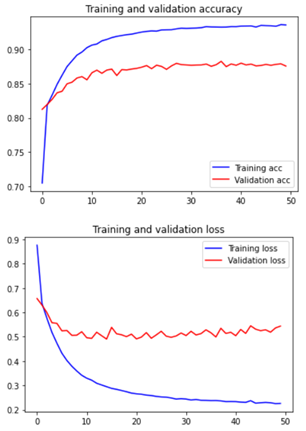 Training and validation accuracy
0.90
0.85
0.80
0.75
0.70
Training acc
Validation acc
0 10 20 30 40 50
Training and validation loss
0.9
Training loss
Validation loss
0.8
0.7
0.6
0.5
0.4
0.3
0.2
0 10 20 30 40 50